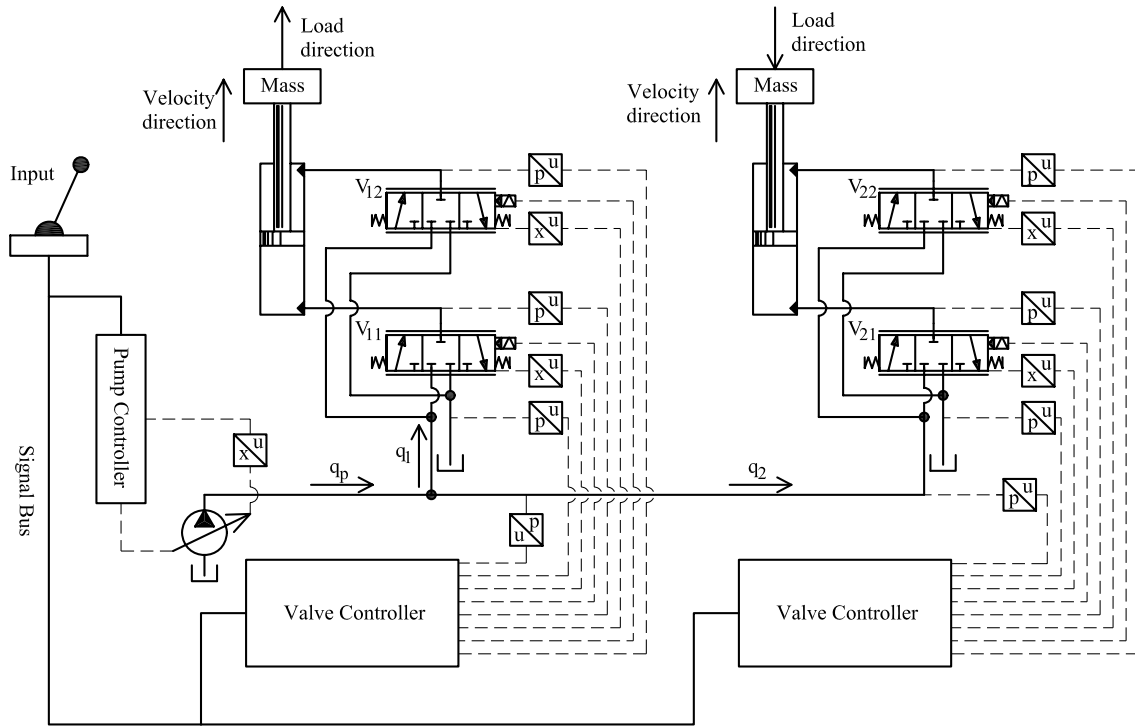 Load
direction
Mass
Velocity
direction
Load
direction
Mass
Velocity
direction
Input
V12
u
p
u
x
V22
u
p
u
x
V11
u
p
u
x
u
p
V21
u
p
u
x
u
p
Pump Controller
u
x
Signal Bus
qp
q1
q2
p
u
u
p
Valve Controller
Valve Controller